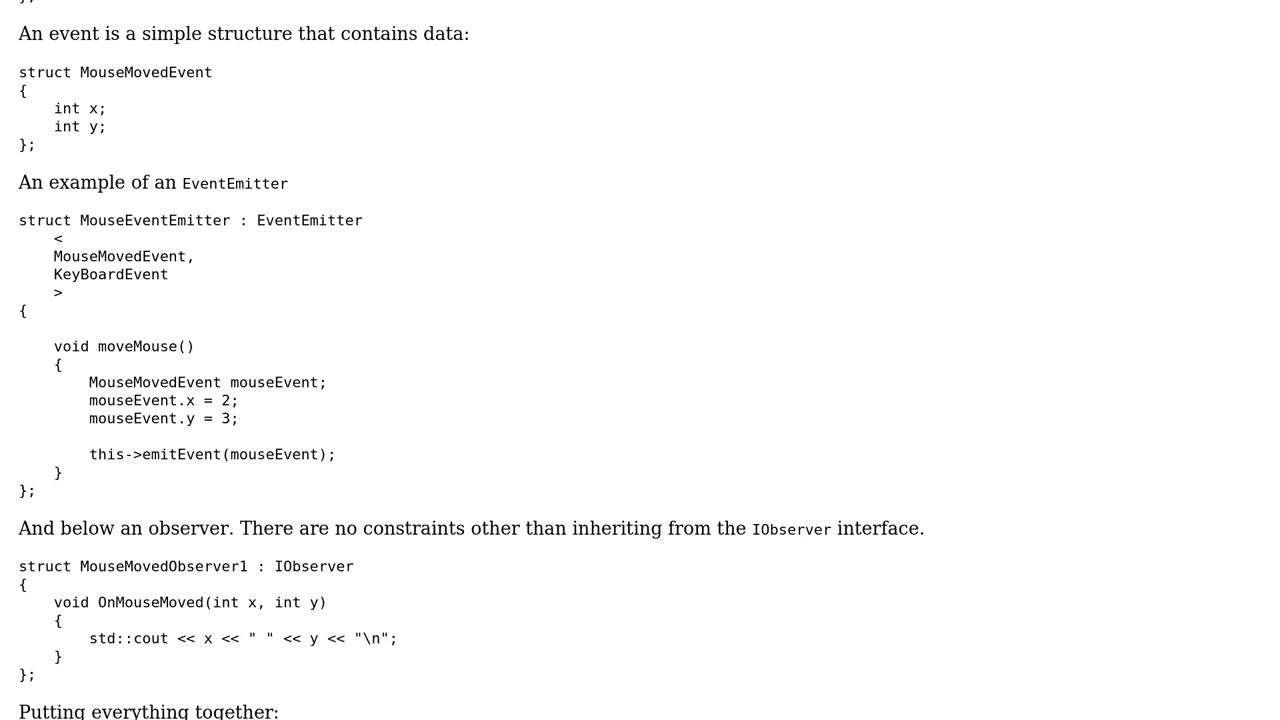 };
An event is a simple structure that contains data:
struct MouseMovedEvent
{
    int x;
    int y;
};
An example of an EventEmitter
struct MouseEventEmitter : EventEmitter
    <
    MouseMovedEvent,
    KeyBoardEvent
    >
{
    void moveMouse()
    {
        MouseMovedEvent mouseEvent;
        mouseEvent.x = 2;
        mouseEvent.y = 3;
        this->emitEvent(mouseEvent);
    }
};
And below an observer. There are no constraints other than inheriting from the IObserver interface.
struct MouseMovedObserver1 : IObserver
{
    void OnMouseMoved(int x, int y)
    {
        std::cout << x << " " << y << "\n";
    }
};
Putting everything together: